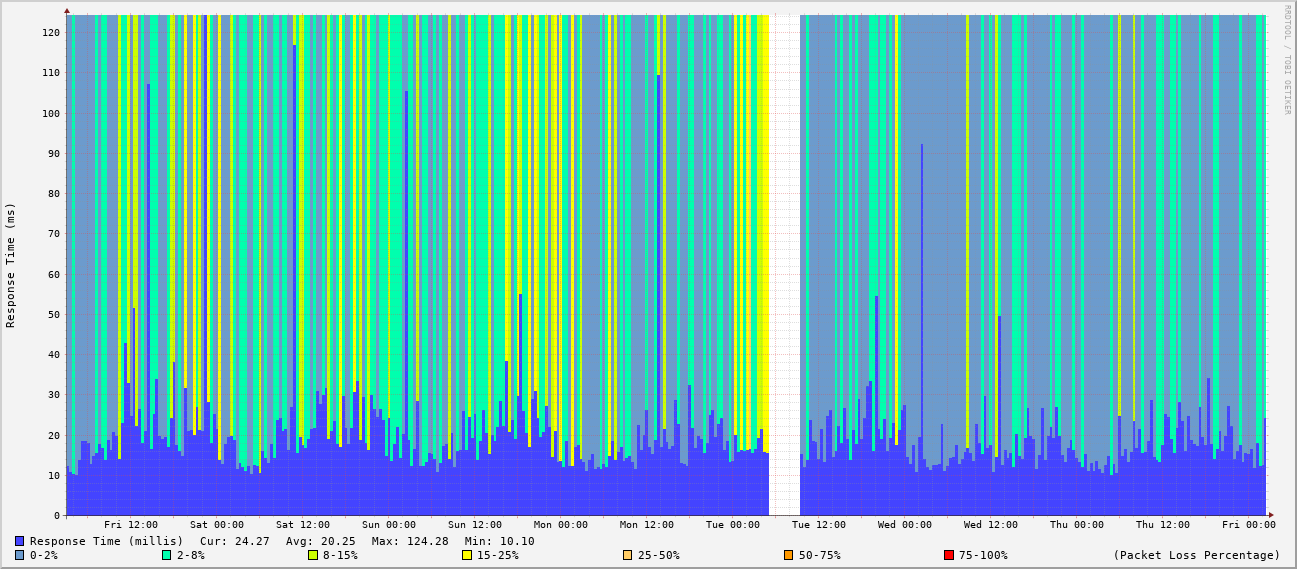 RRDTOOL / TOBI OETIKER
Response Time (ms)
120
110
100
90
80
70
60
50
40
30
20
10
0
Fri 12:00 Sat 00:00 Sat 12:00 Sun 00:00 Sun 12:00 Mon 00:00 Mon 12:00 Tue 00:00 Tue 12:00 Wed 00:00 Wed 12:00 Thu 00:00 Thu 12:00 Fri 00:00
Response Time (millis) Cur: 24.27 Avg: 20.25 Max: 124.28 Min: 10.10
0-2% 2-8% 8-15% 15-25% 25-50% 50-75% 75-100% (Packet Loss Percentage)